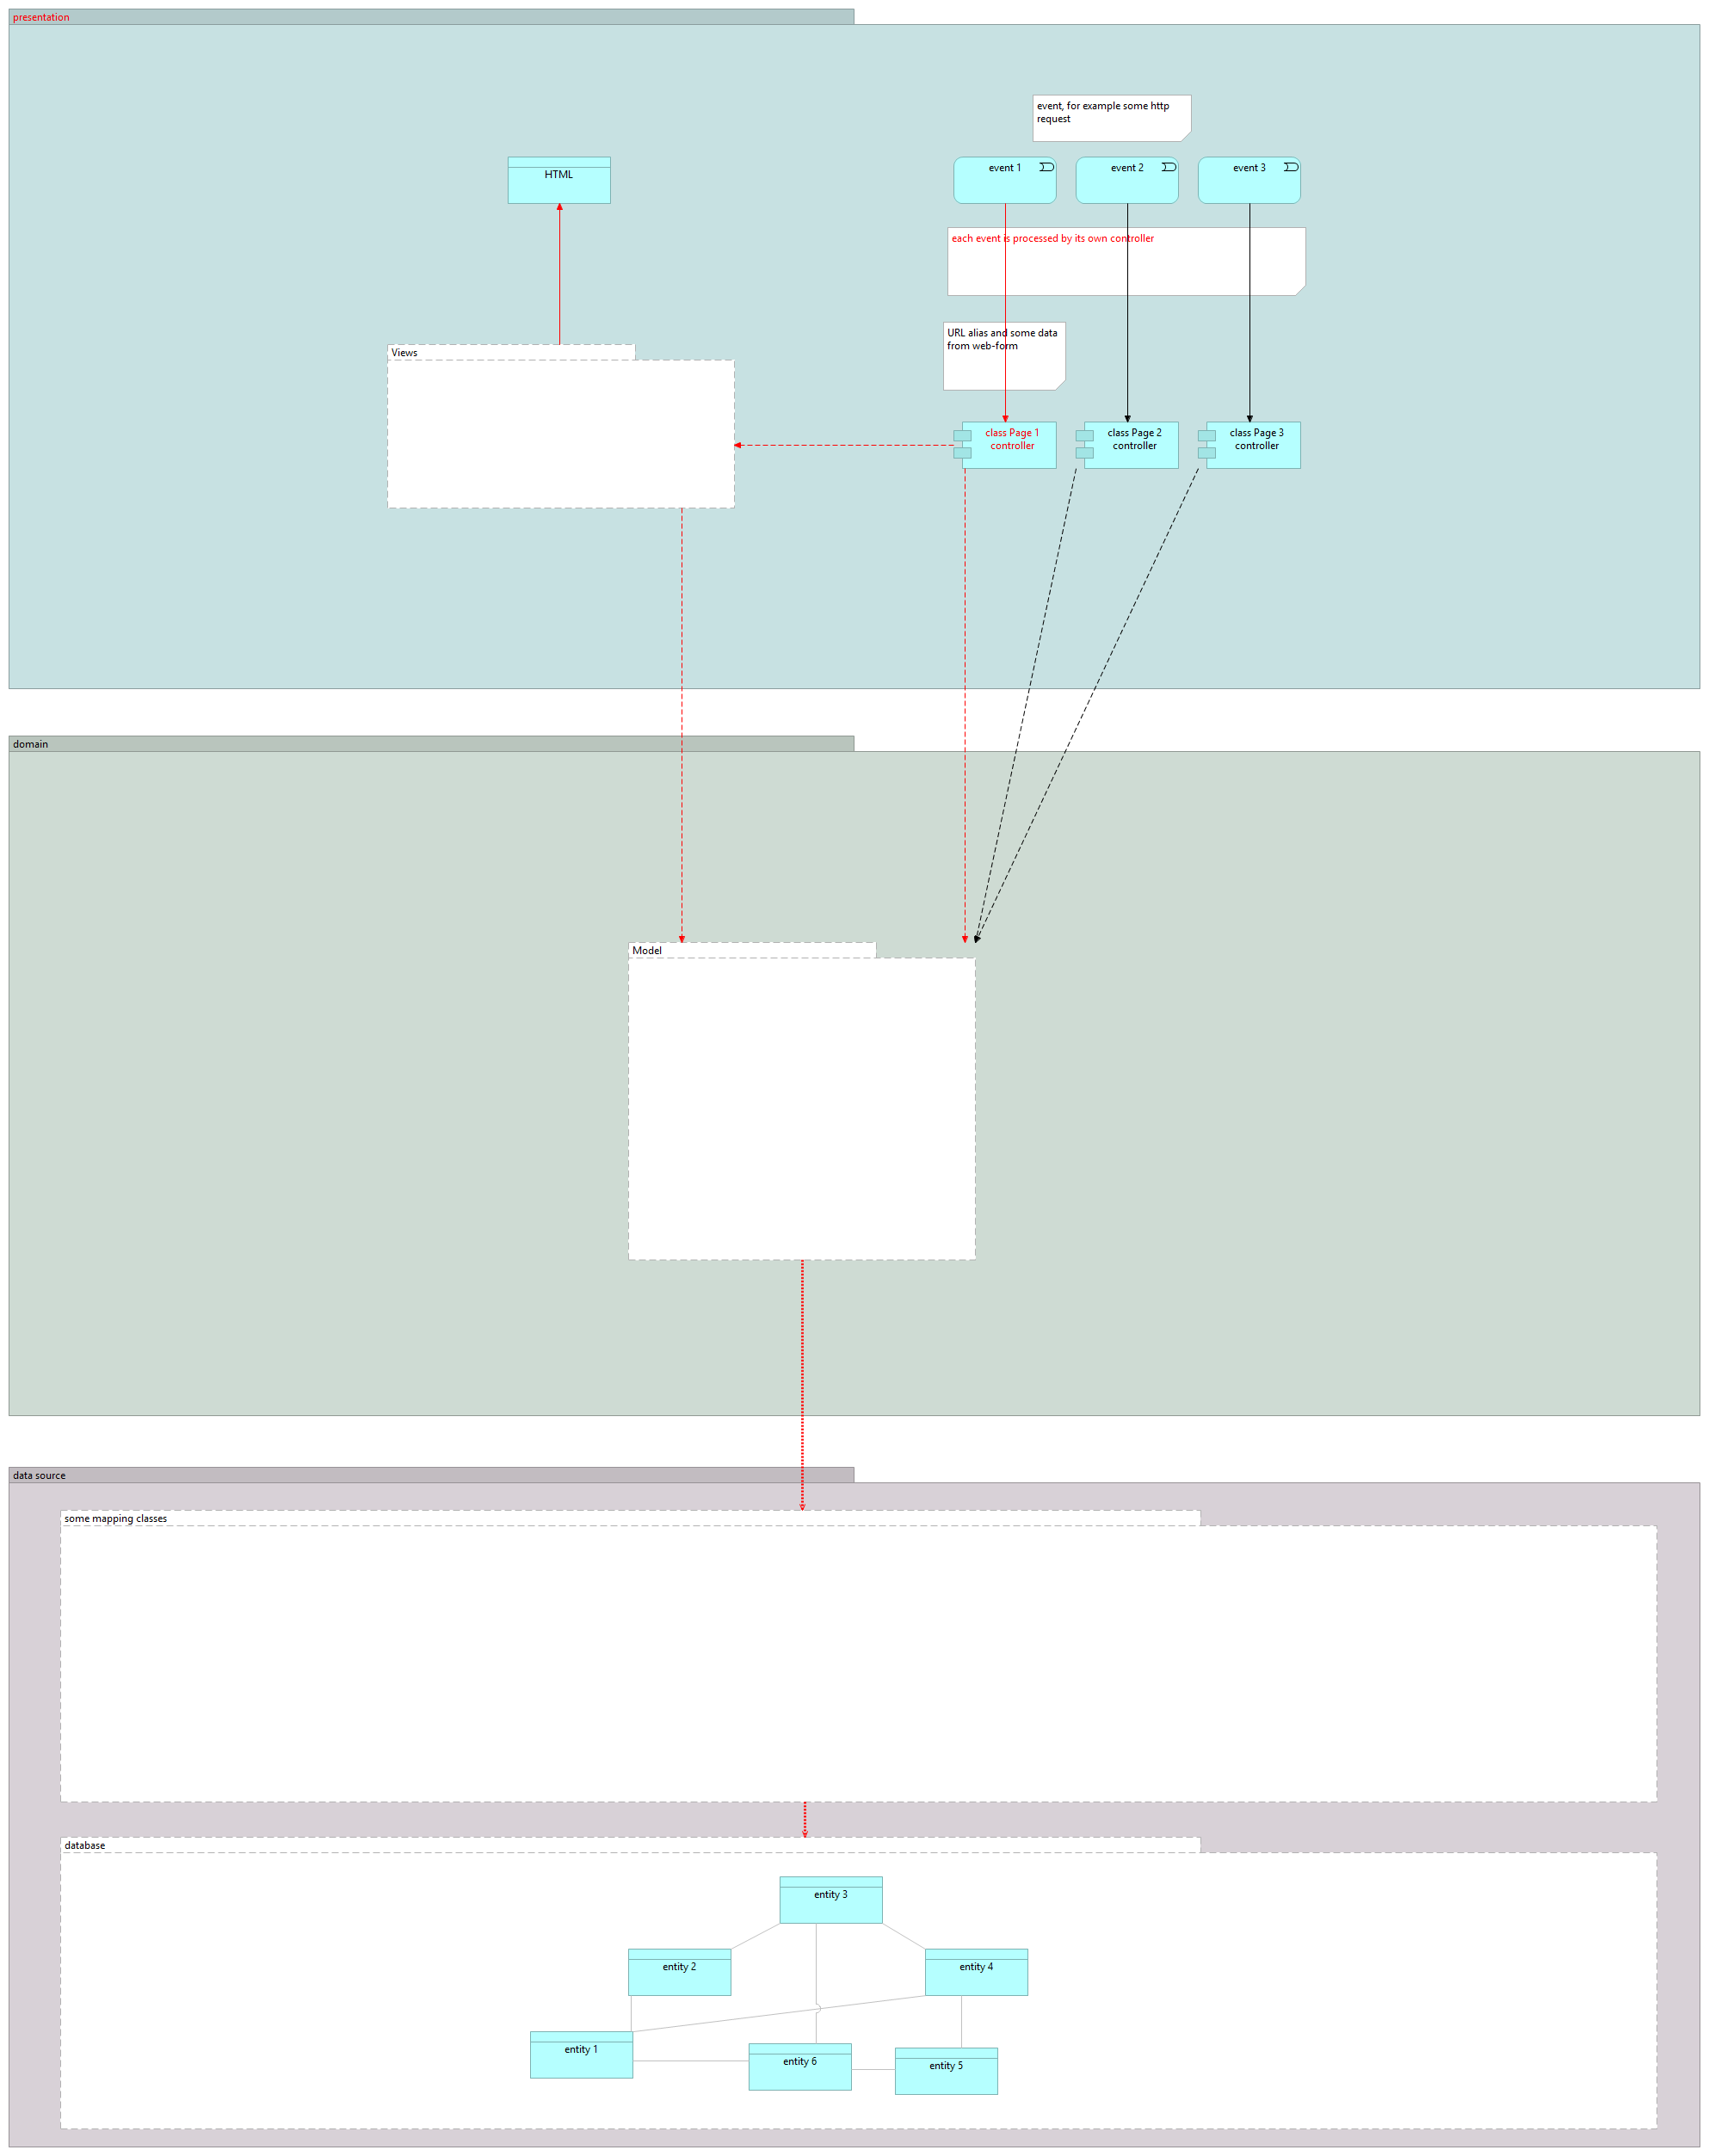 presentation
event, for example some http
request
HTML
event 1
event 2
event 3
each event is processed by its own controller
URL alias and some data
from web-form
Views
class Page 1
controller
class Page 2
controller
class Page 3
controller
domain
Model
data source
some mapping classes
database
entity 3
entity 2
entity 4
entity 1
entity 6
entity 5